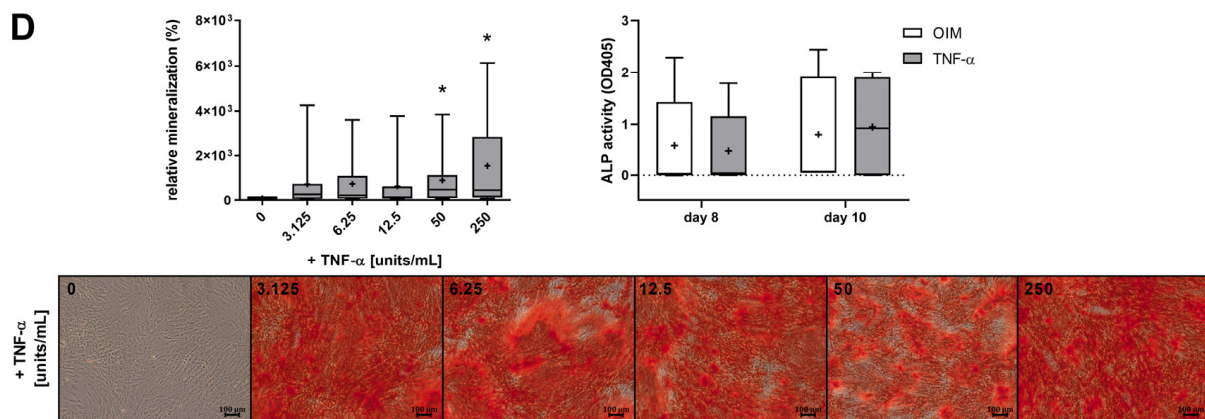 D
relative mineralization (%)
8×10³
6×10³
4×10³
2×10³
0
*
*
0
3.125
6.25
12.5
50
250
+ TNF-α [units/mL]
ALP activity (OD405)
3
2
1
0
day 8
day 10
OIM
TNF-α
+ TNF-α
[units/mL]
0
3.125
6.25
12.5
50
250
100 µm
100 µm
100 µm
100 µm
100 µm
100 µm